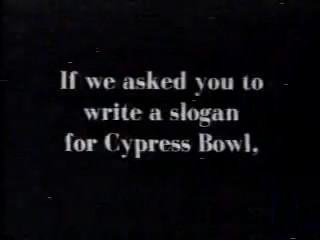 If we asked you to
write a slogan
for Cypress Bowl,